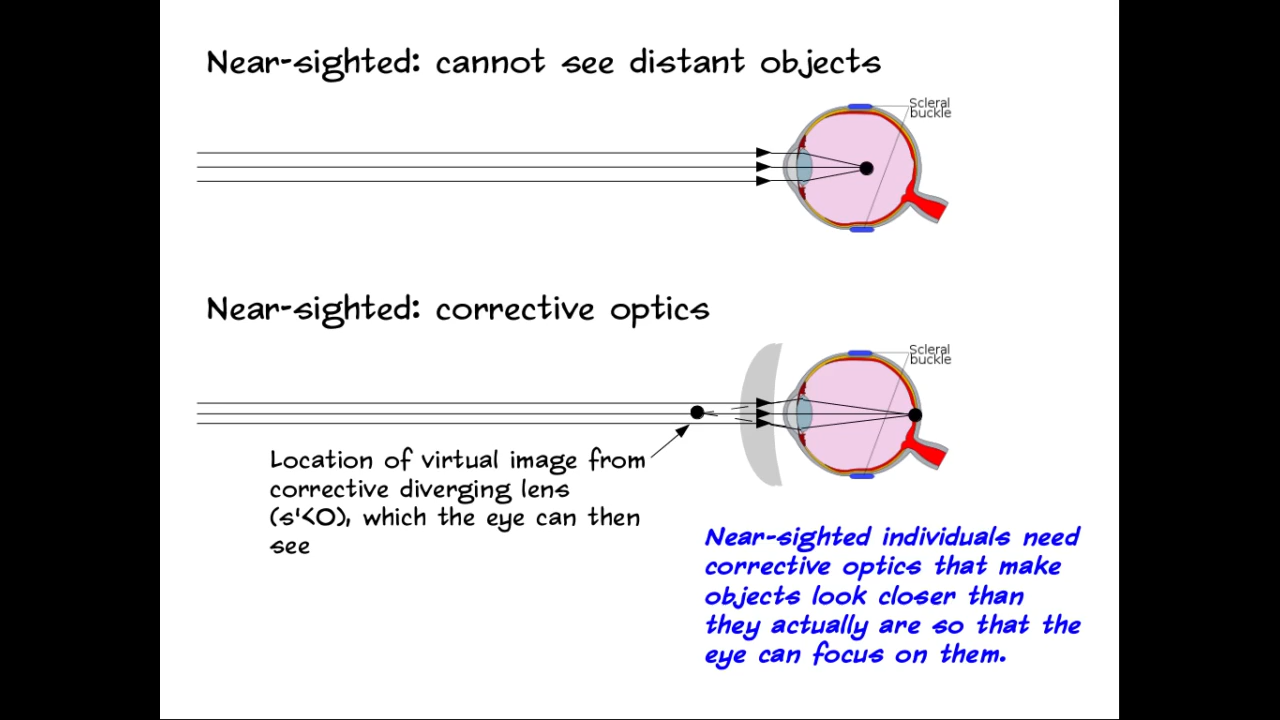 Near-sighted: cannot see distant objects
Scleral
buckle
Near-sighted: corrective optics
Scleral
buckle
Location of virtual image from
corrective diverging lens
(s'<0), which the eye can then
see
Near-sighted individuals need
corrective optics that make
objects look closer than
they actually are so that the
eye can focus on them.